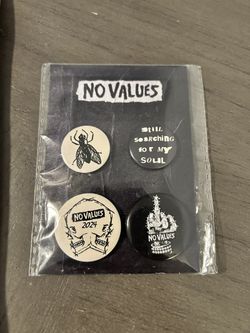 NO VALUES
still
searching
for my
soul
NO VALUES
2024
NO VALUES